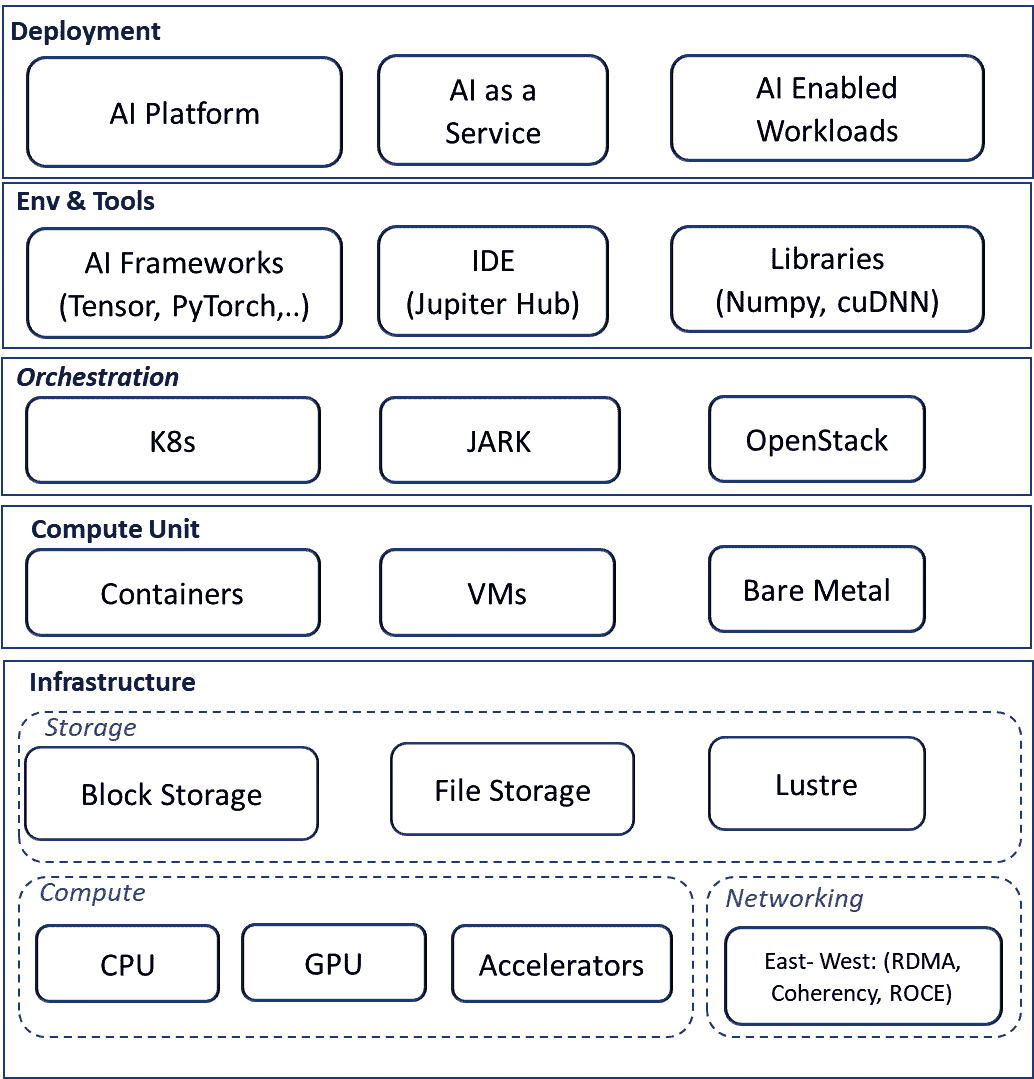 Deployment
AI Platform
AI as a
Service
AI Enabled
Workloads
Env & Tools
AI Frameworks
(Tensor, PyTorch,..)
IDE
(Jupiter Hub)
Libraries
(Numpy, cuDNN)
Orchestration
K8s
JARK
OpenStack
Compute Unit
Containers
VMs
Bare Metal
Infrastructure
Storage
Block Storage
File Storage
Lustre
Compute
CPU
GPU
Accelerators
Networking
East- West: (RDMA,
Coherency, ROCE)